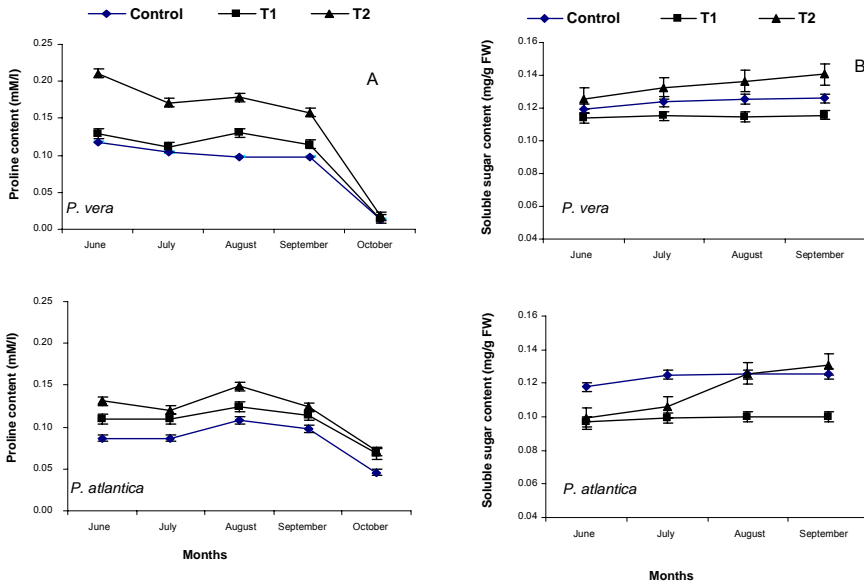 Control T1 T2
A
Proline content (mM/l)
0.25
0.20
0.15
0.10
0.05
0.00
P. vera
June July August September October
Control T1 T2
B
Soluble sugar content (mg/g FW)
0.16
0.14
0.12
0.10
0.08
0.06
0.04
P. vera
June July August September
Proline content (mM/l)
0.25
0.20
0.15
0.10
0.05
0.00
P. atlantica
June July August September October
Months
Soluble sugar content (mg/g FW)
0.16
0.14
0.12
0.10
0.08
0.06
0.04
P. atlantica
June July August September
Months